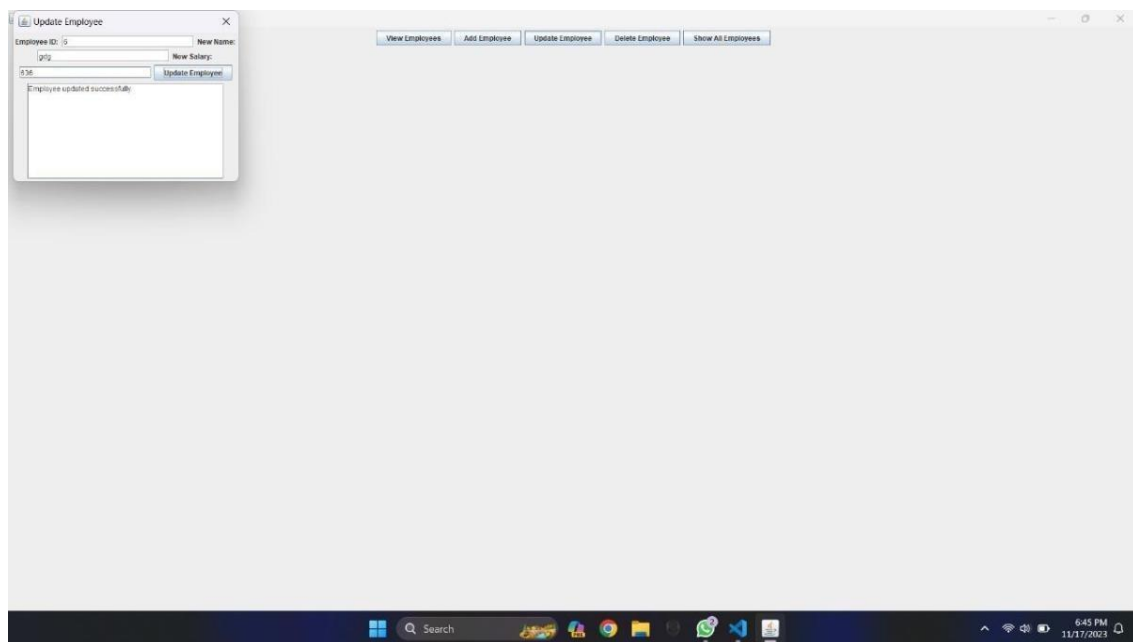 Update Employee
View Employees Add Employee Update Employee Delete Employee Show All Employees
Employee ID: 6 New Name:
gdg New Salary:
636 Update Employee
Employee updated successfully
Search
6:45 PM
11/17/2023